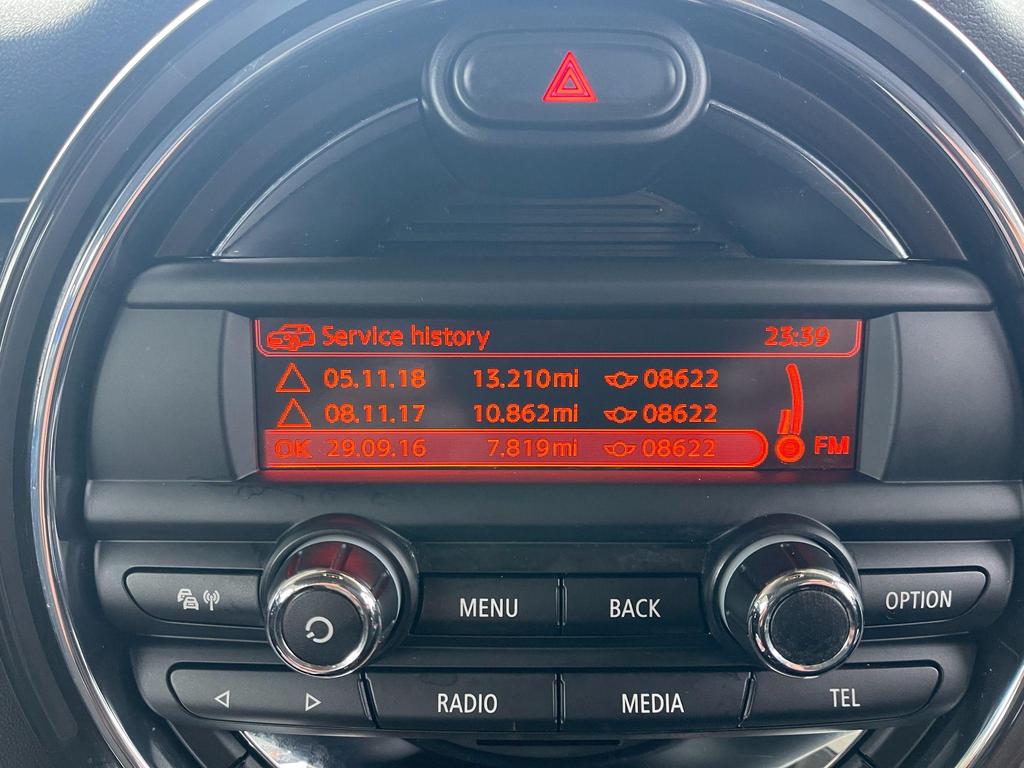 Service history 23:39
05.11.18 13.210mi 08622
08.11.17 10.862mi 08622
OK 29.09.16 7.819mi 08622 FM
MENU BACK OPTION
RADIO MEDIA TEL